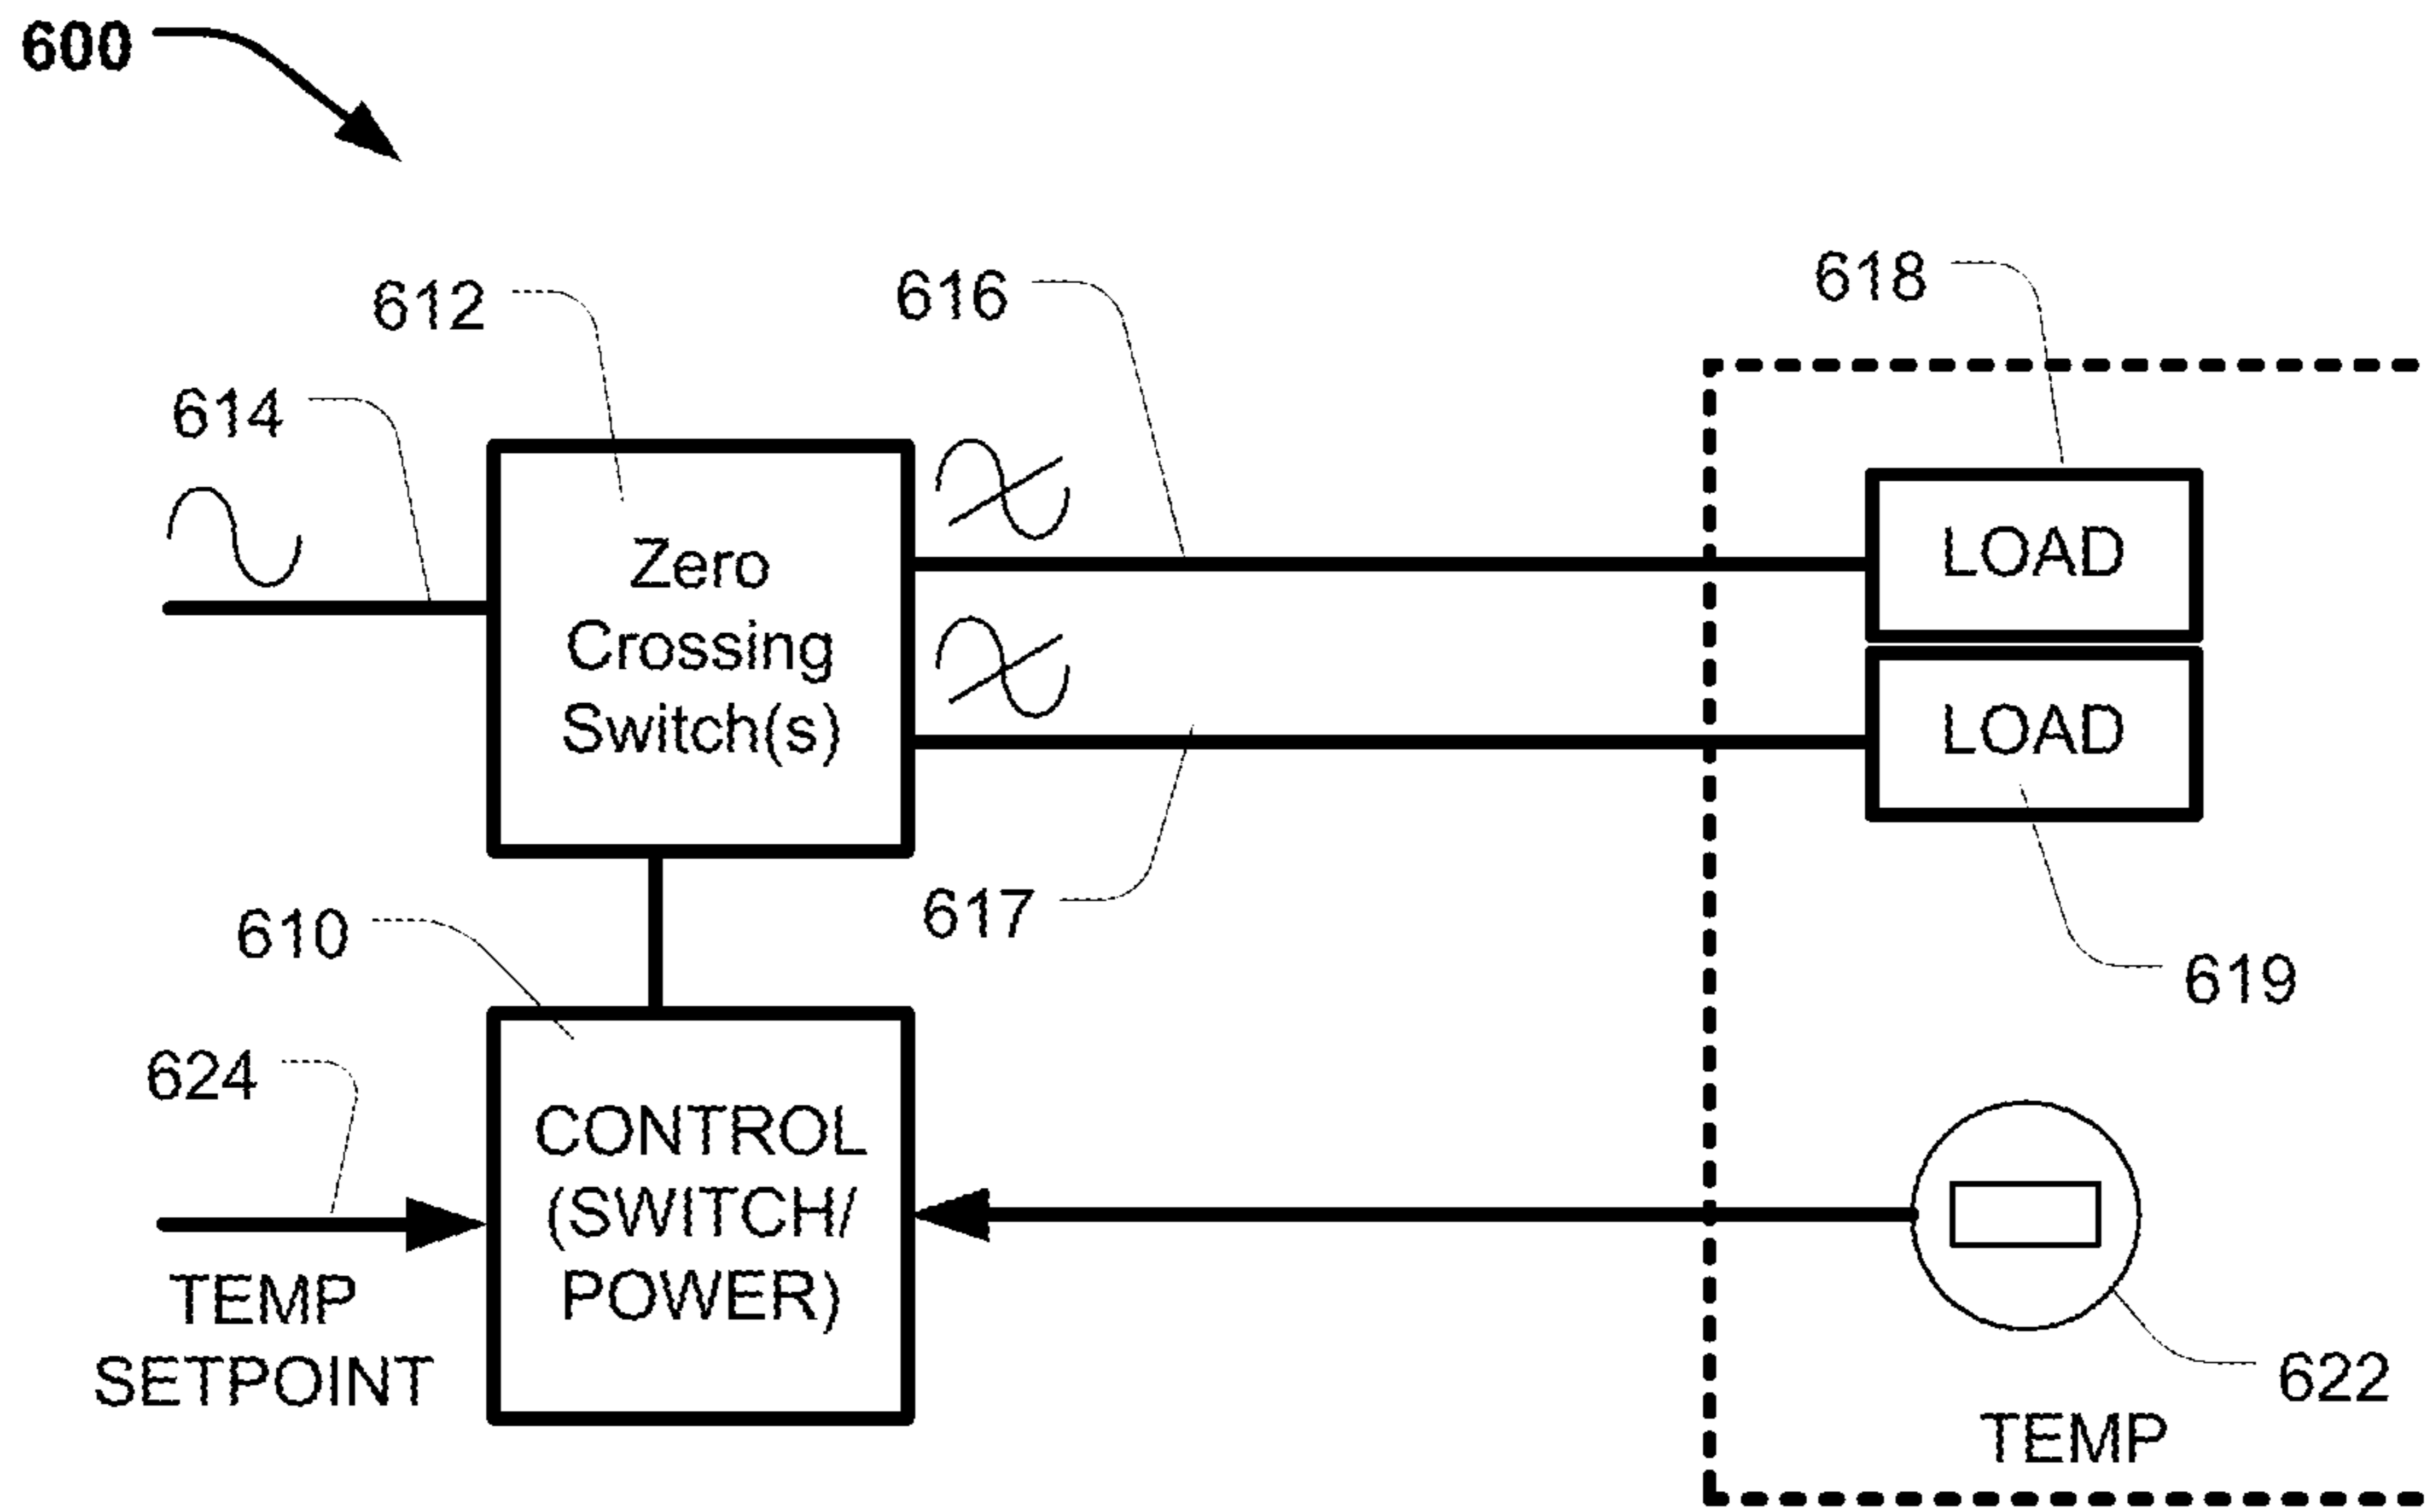 600
612
616
618
614
Zero
Crossing
Switch(s)
LOAD
LOAD
617
610
619
624
CONTROL
(SWITCH/
POWER)
TEMP
SETPOINT
622
TEMP